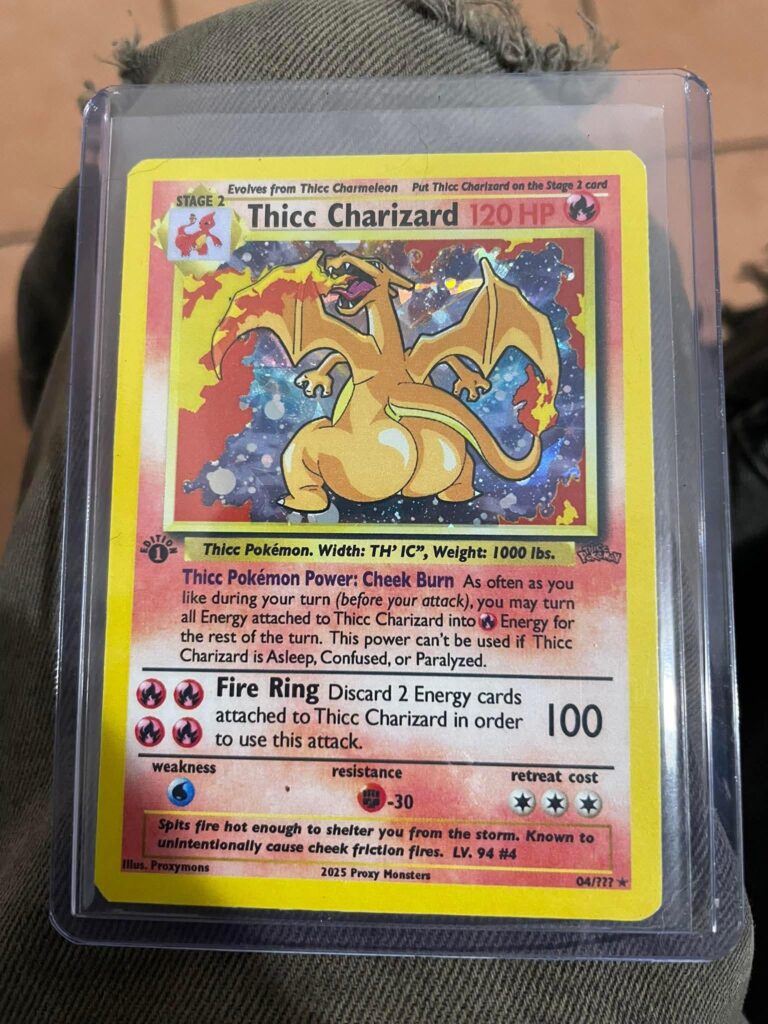 Evolves from Thicc Charmeleon Put Thicc Charizard on the Stage 2 card
STAGE 2
Thicc Charizard 120 HP
EDITION
1
Thicc Pokémon. Width: TH' IC", Weight: 1000 lbs.
THICC
POKÉMON
Thicc Pokémon Power: Cheek Burn As often as you
like during your turn (before your attack), you may turn
all Energy attached to Thicc Charizard into Energy for
the rest of the turn. This power can't be used if Thicc
Charizard is Asleep, Confused, or Paralyzed.
Fire Ring Discard 2 Energy cards
attached to Thicc Charizard in order
to use this attack.
100
weakness
resistance
retreat cost
-30
Spits fire hot enough to shelter you from the storm. Known to
unintentionally cause cheek friction fires. LV. 94 #4
Illus. Proxymons
2025 Proxy Monsters
04/???